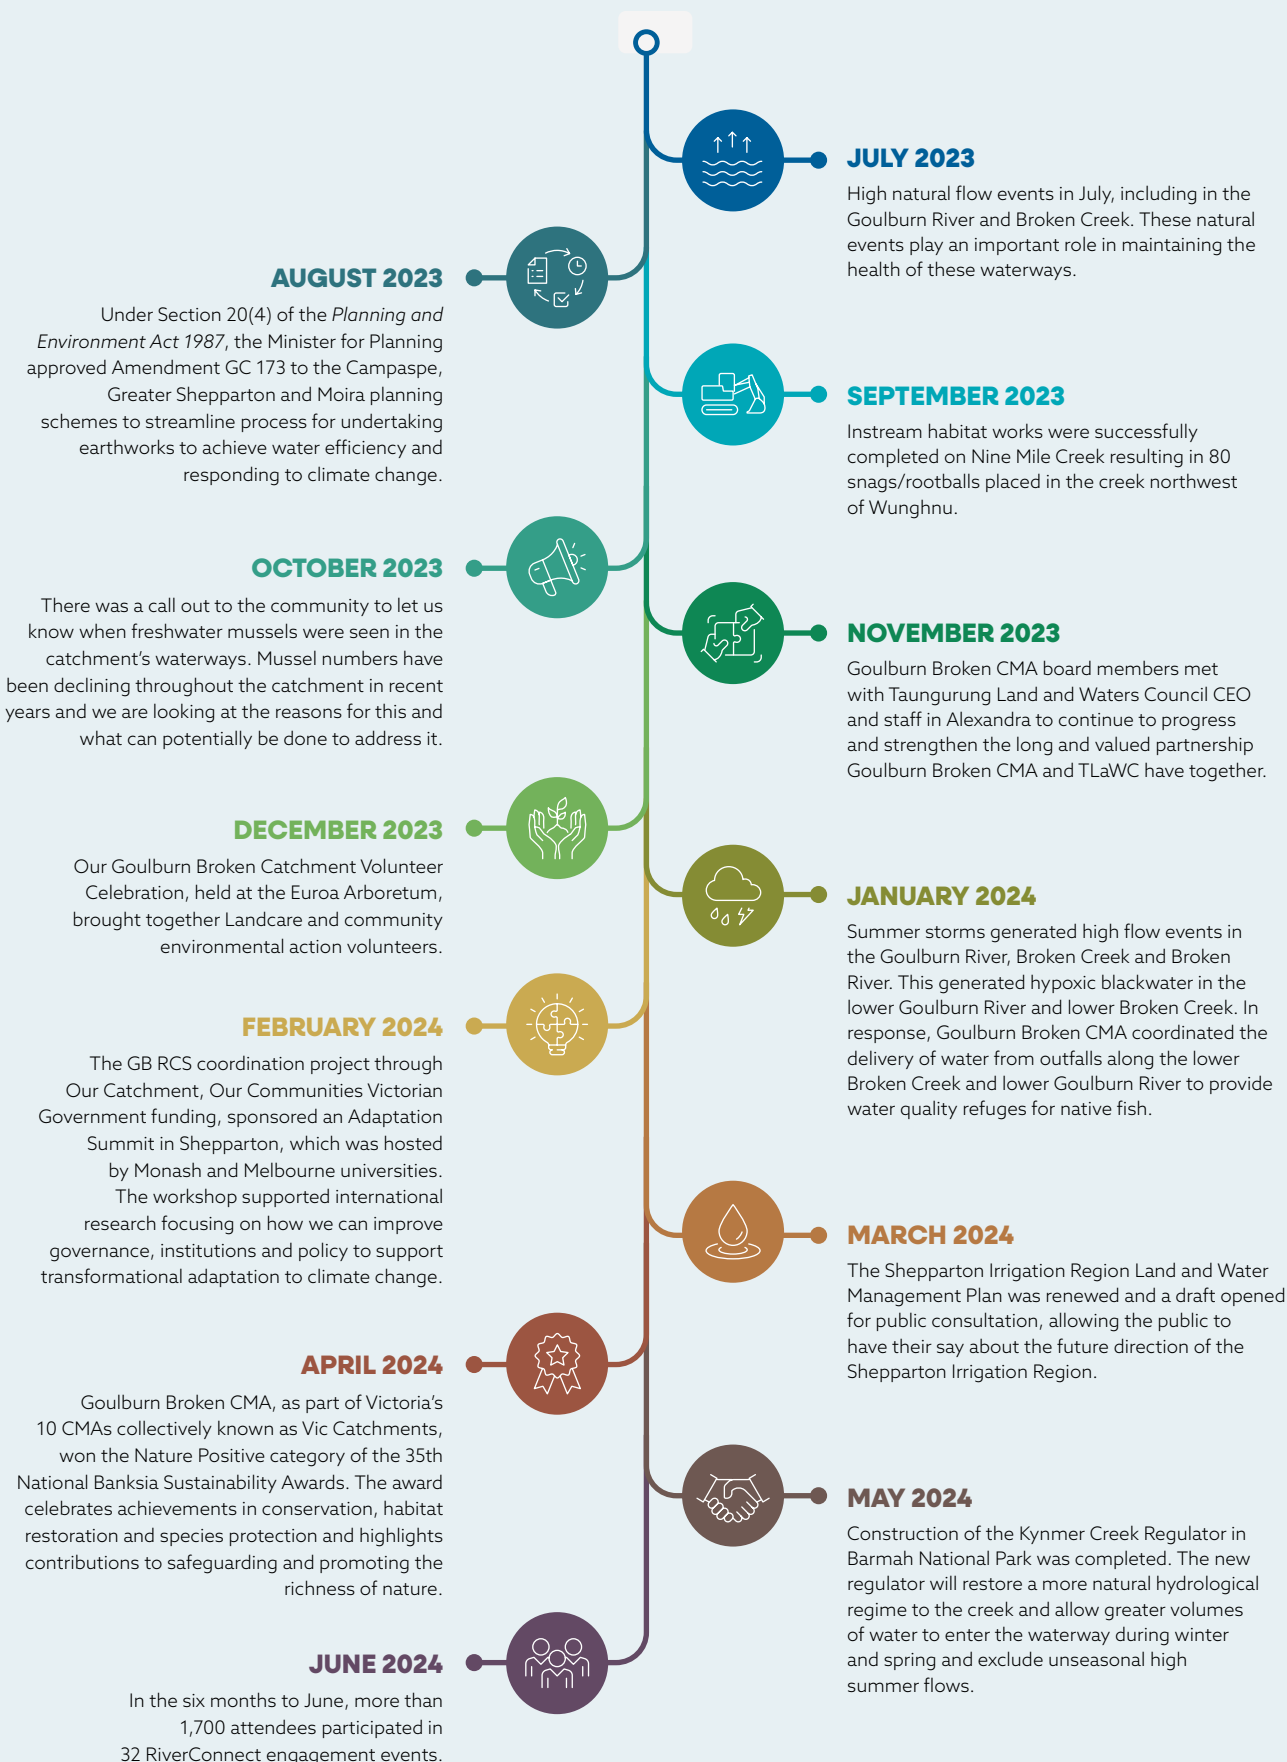 JULY 2023
High natural flow events in July, including in the
Goulburn River and Broken Creek. These natural
events play an important role in maintaining the
health of these waterways.
AUGUST 2023
Under Section 20(4) of the Planning and
Environment Act 1987, the Minister for Planning
approved Amendment GC 173 to the Campaspe,
Greater Shepparton and Moira planning
schemes to streamline process for undertaking
earthworks to achieve water efficiency and
responding to climate change.
SEPTEMBER 2023
Instream habitat works were successfully
completed on Nine Mile Creek resulting in 80
snags/rootballs placed in the creek northwest
of Wunghnu.
OCTOBER 2023
There was a call out to the community to let us
know when freshwater mussels were seen in the
catchment’s waterways. Mussel numbers have
been declining throughout the catchment in recent
years and we are looking at the reasons for this and
what can potentially be done to address it.
NOVEMBER 2023
Goulburn Broken CMA board members met
with Taungurung Land and Waters Council CEO
and staff in Alexandra to continue to progress
and strengthen the long and valued partnership
Goulburn Broken CMA and TLaWC have together.
DECEMBER 2023
Our Goulburn Broken Catchment Volunteer
Celebration, held at the Euroa Arboretum,
brought together Landcare and community
environmental action volunteers.
JANUARY 2024
Summer storms generated high flow events in
the Goulburn River, Broken Creek and Broken
River. This generated hypoxic blackwater in the
lower Goulburn River and lower Broken Creek. In
response, Goulburn Broken CMA coordinated the
delivery of water from outfalls along the lower
Broken Creek and lower Goulburn River to provide
water quality refuges for native fish.
FEBRUARY 2024
The GB RCS coordination project through
Our Catchment, Our Communities Victorian
Government funding, sponsored an Adaptation
Summit in Shepparton, which was hosted
by Monash and Melbourne universities.
The workshop supported international
research focusing on how we can improve
governance, institutions and policy to support
transformational adaptation to climate change.
MARCH 2024
The Shepparton Irrigation Region Land and Water
Management Plan was renewed and a draft opened
for public consultation, allowing the public to
have their say about the future direction of the
Shepparton Irrigation Region.
APRIL 2024
Goulburn Broken CMA, as part of Victoria’s
10 CMAs collectively known as Vic Catchments,
won the Nature Positive category of the 35th
National Banksia Sustainability Awards. The award
celebrates achievements in conservation, habitat
restoration and species protection and highlights
contributions to safeguarding and promoting the
richness of nature.
MAY 2024
Construction of the Kynmer Creek Regulator in
Barmah National Park was completed. The new
regulator will restore a more natural hydrological
regime to the creek and allow greater volumes
of water to enter the waterway during winter
and spring and exclude unseasonal high
summer flows.
JUNE 2024
In the six months to June, more than
1,700 attendees participated in
32 RiverConnect engagement events.